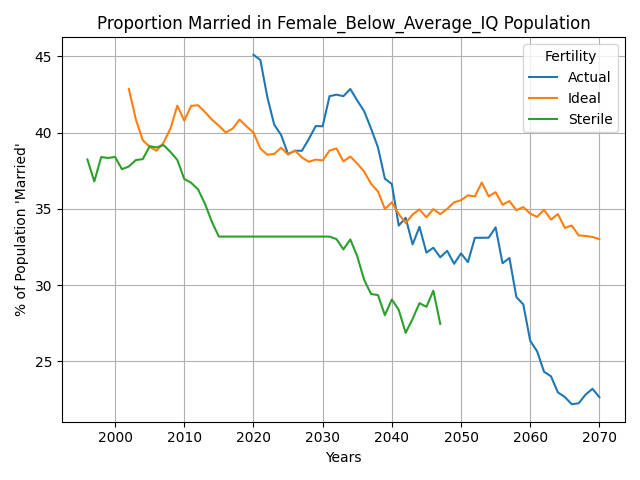 Proportion Married in Female_Below_Average_IQ Population
% of Population 'Married'
45
40
35
30
25
Fertility
Actual
Ideal
Sterile
2000 2010 2020 2030 2040 2050 2060 2070
Years